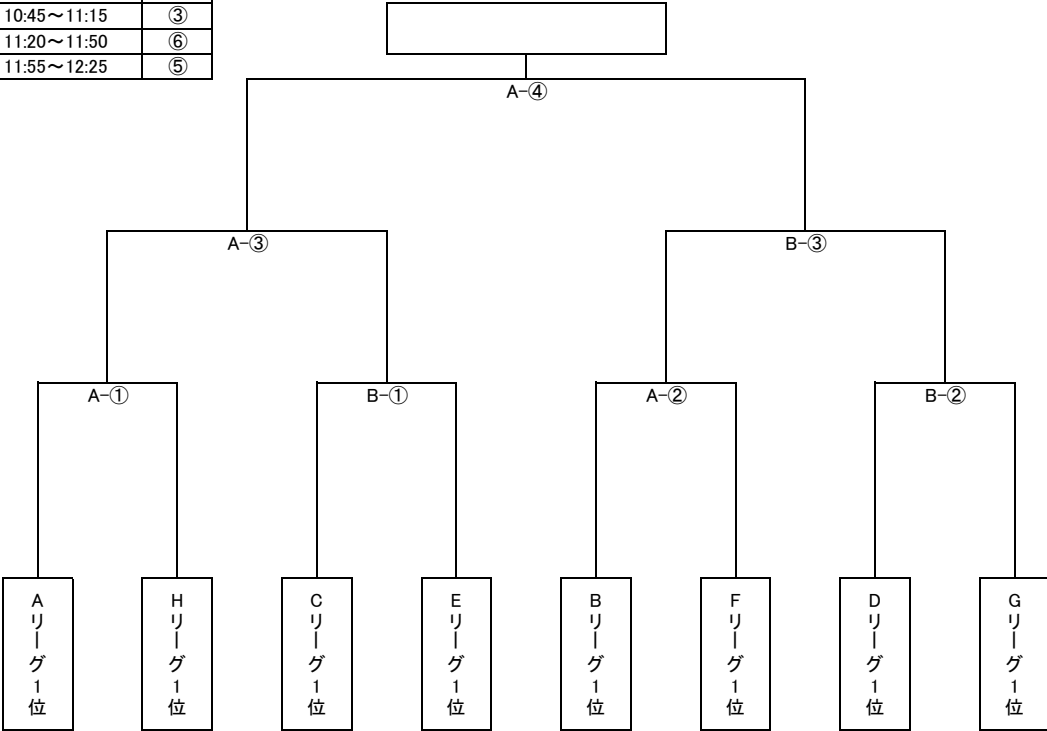 10:45～11:15 ③
11:20～11:50 ⑥
11:55～12:25 ⑤
A-④
A-③
B-③
A-①
B-①
A-②
B-②
Aリーグ1位
Hリーグ1位
Cリーグ1位
Eリーグ1位
Bリーグ1位
Fリーグ1位
Dリーグ1位
Gリーグ1位